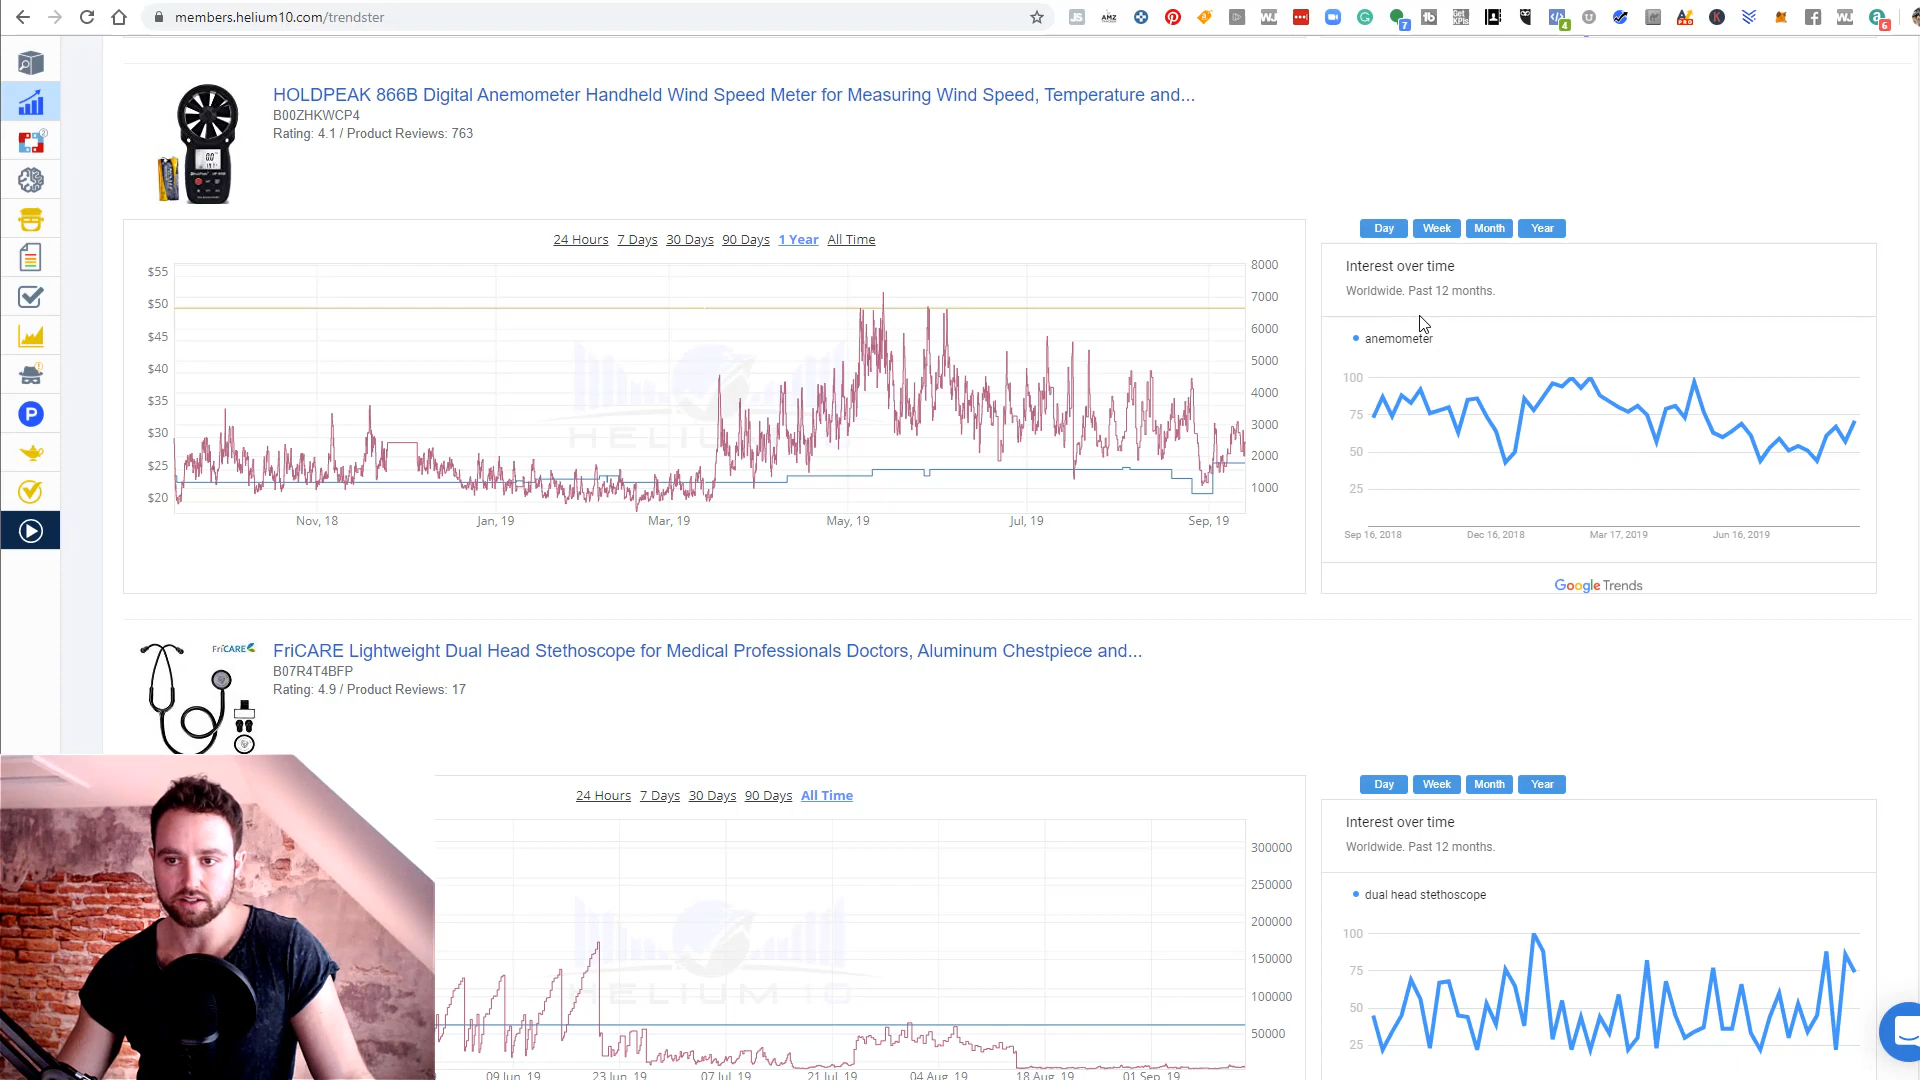 members.helium10.com/trendster
HOLDPEAK 866B Digital Anemometer Handheld Wind Speed Meter for Measuring Wind Speed, Temperature and...
B00ZHKWCP4
Rating: 4.1 / Product Reviews: 763
24 Hours 7 Days 30 Days 90 Days 1 Year All Time
$55
$50
$45
$40
$35
$30
$25
$20
8000
7000
6000
5000
4000
3000
2000
1000
HELIUM 10
Nov, 18 Jan, 19 Mar, 19 May, 19 Jul, 19 Sep, 19
Day Week Month Year
Interest over time
Worldwide. Past 12 months.
anemometer
100
75
50
25
Sep 16, 2018 Dec 16, 2018 Mar 17, 2019 Jun 16, 2019
Google Trends
FriCARE
FriCARE Lightweight Dual Head Stethoscope for Medical Professionals Doctors, Aluminum Chestpiece and...
B07R4T4BFP
Rating: 4.9 / Product Reviews: 17
24 Hours 7 Days 30 Days 90 Days All Time
300000
250000
200000
150000
100000
50000
HELIUM 10
09 Jun, 19 23 Jun, 19 07 Jul, 19 21 Jul, 19 04 Aug, 19 18 Aug, 19 01 Sep, 19
Day Week Month Year
Interest over time
Worldwide. Past 12 months.
dual head stethoscope
100
75
50
25